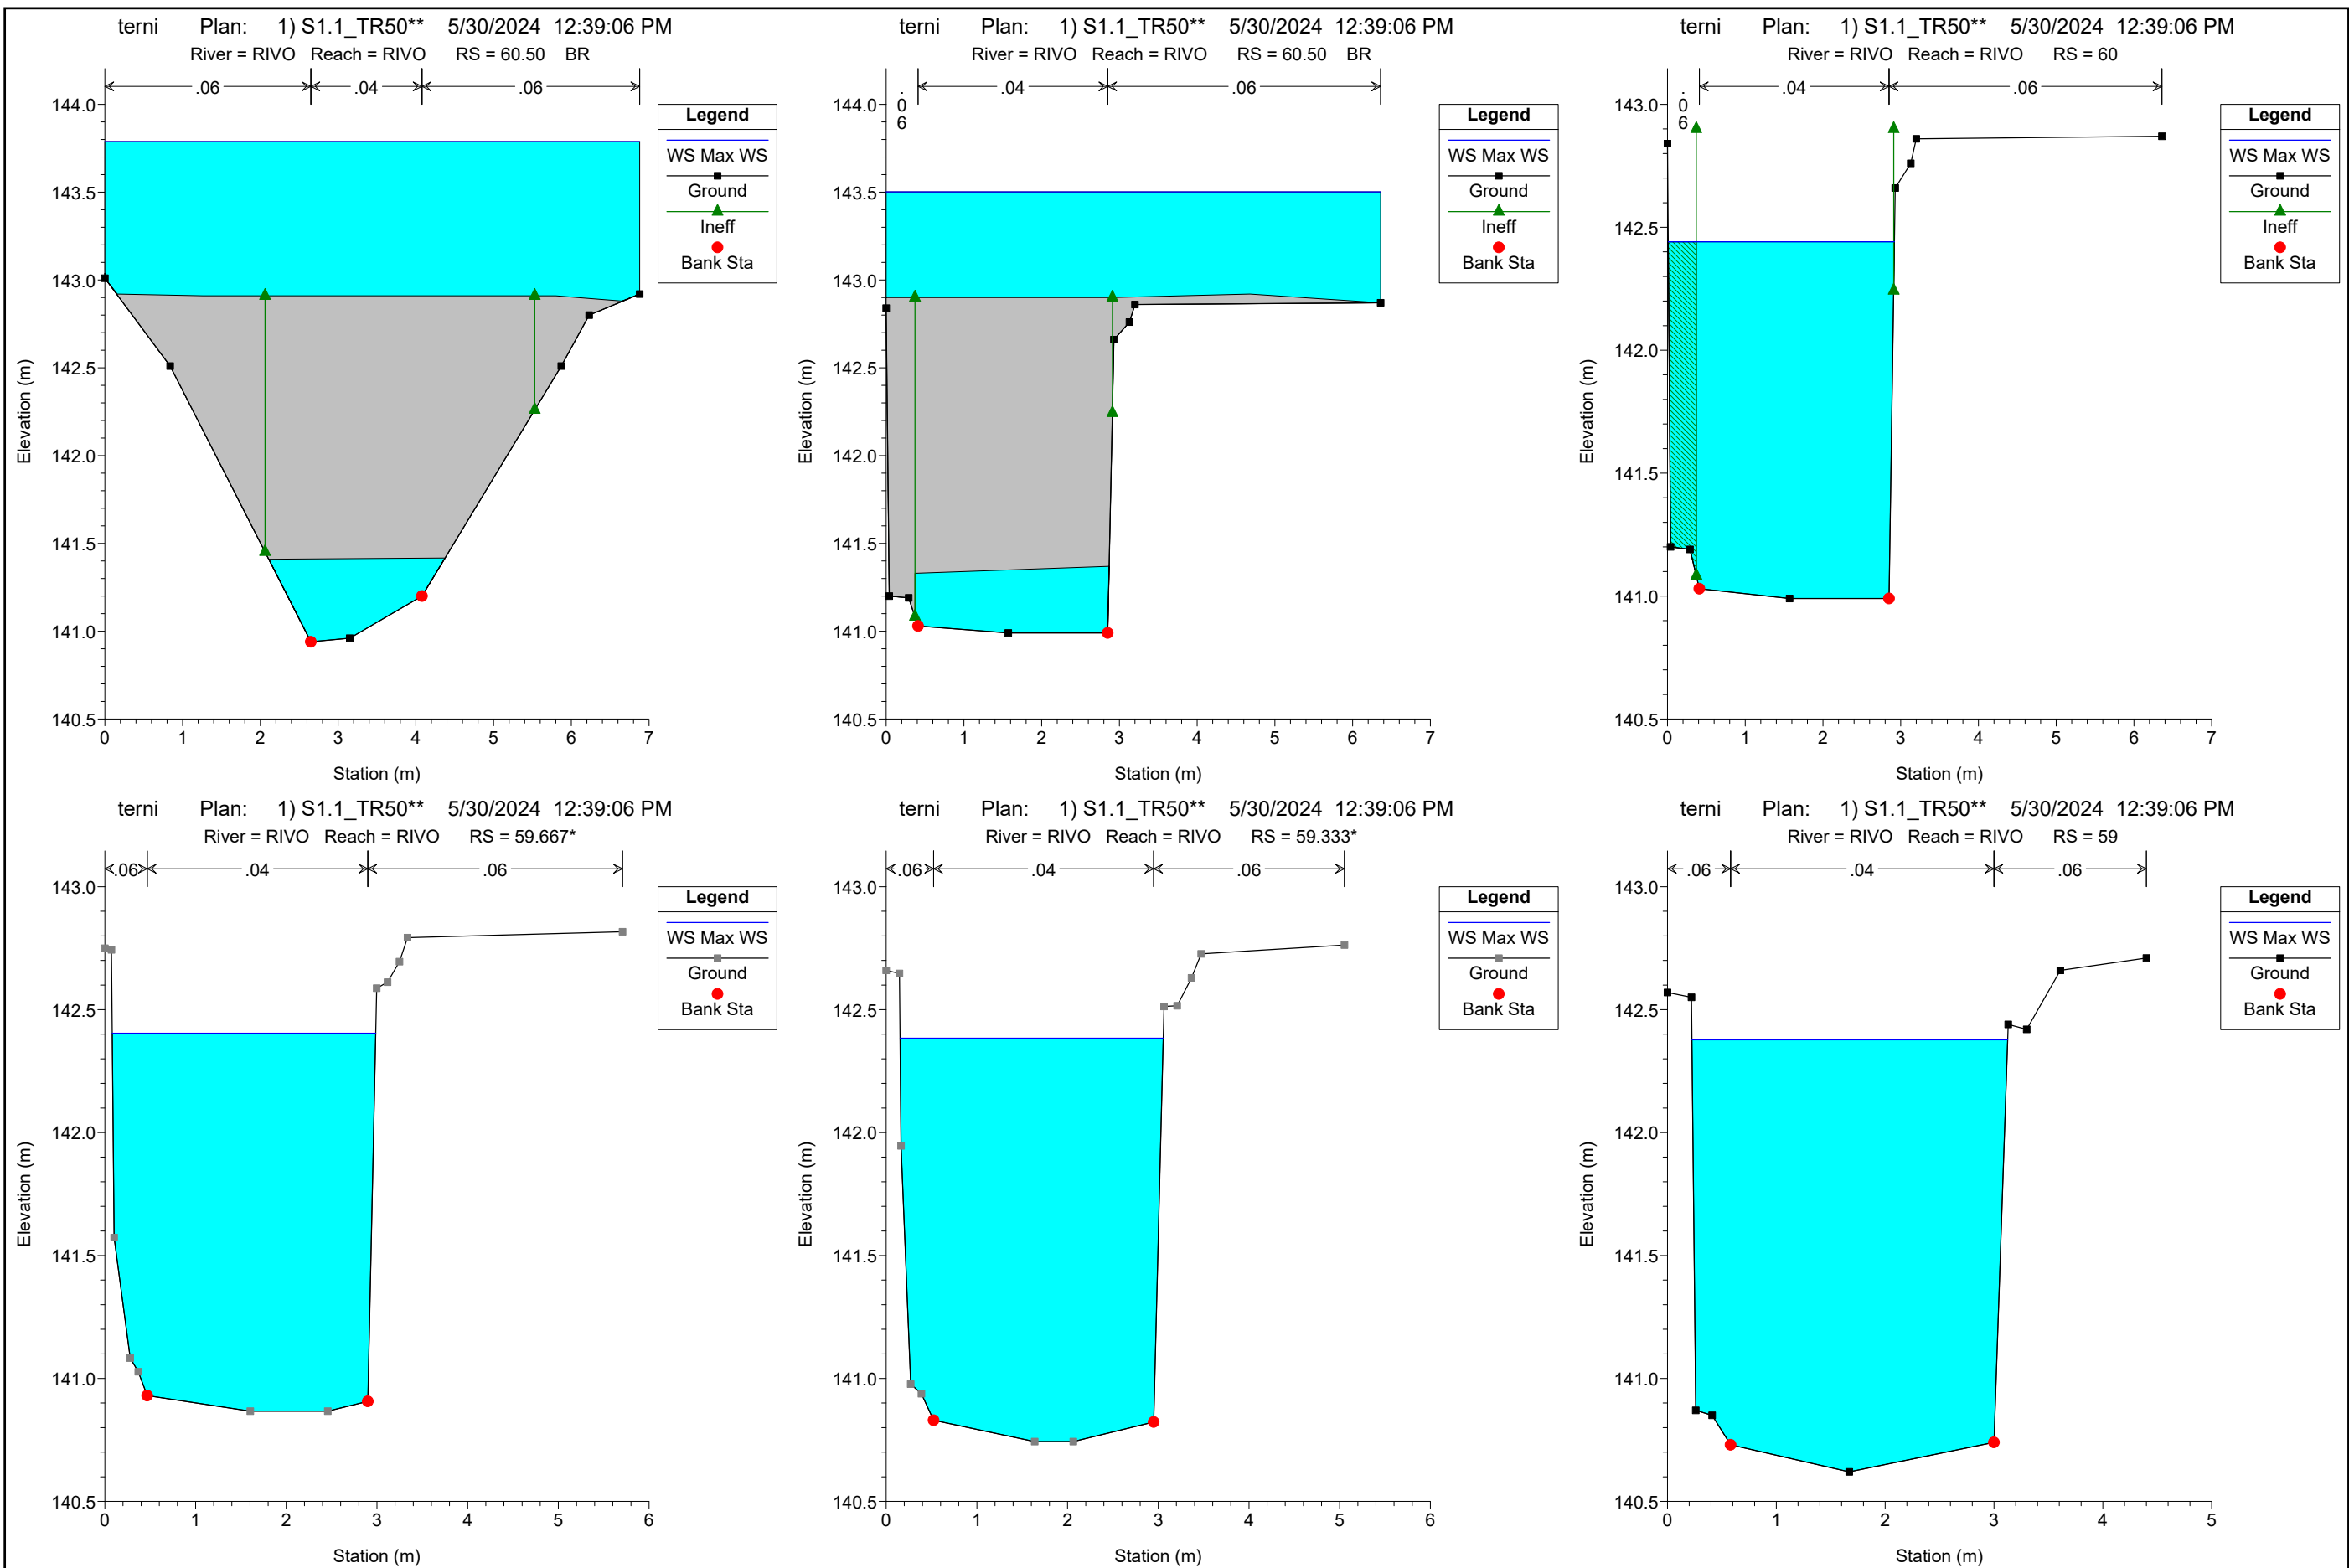 terni Plan: 1) S1.1_TR50** 5/30/2024 12:39:06 PM
River = RIVO Reach = RIVO RS = 60.50 BR
.06 .04 .06
144.0
143.5
143.0
142.5
142.0
141.5
141.0
140.5
Elevation (m)
0 1 2 3 4 5 6 7
Station (m)
Legend
WS Max WS
Ground
Ineff
Bank Sta
terni Plan: 1) S1.1_TR50** 5/30/2024 12:39:06 PM
River = RIVO Reach = RIVO RS = 60.50 BR
.06 .04 .06
144.0
143.5
143.0
142.5
142.0
141.5
141.0
140.5
Elevation (m)
0 1 2 3 4 5 6 7
Station (m)
Legend
WS Max WS
Ground
Ineff
Bank Sta
terni Plan: 1) S1.1_TR50** 5/30/2024 12:39:06 PM
River = RIVO Reach = RIVO RS = 60
.06 .04 .06
143.0
142.5
142.0
141.5
141.0
140.5
Elevation (m)
0 1 2 3 4 5 6 7
Station (m)
Legend
WS Max WS
Ground
Ineff
Bank Sta
terni Plan: 1) S1.1_TR50** 5/30/2024 12:39:06 PM
River = RIVO Reach = RIVO RS = 59.667*
.06 .04 .06
143.0
142.5
142.0
141.5
141.0
140.5
Elevation (m)
0 1 2 3 4 5 6
Station (m)
Legend
WS Max WS
Ground
Bank Sta
terni Plan: 1) S1.1_TR50** 5/30/2024 12:39:06 PM
River = RIVO Reach = RIVO RS = 59.333*
.06 .04 .06
143.0
142.5
142.0
141.5
141.0
140.5
Elevation (m)
0 1 2 3 4 5 6
Station (m)
Legend
WS Max WS
Ground
Bank Sta
terni Plan: 1) S1.1_TR50** 5/30/2024 12:39:06 PM
River = RIVO Reach = RIVO RS = 59
.06 .04 .06
143.0
142.5
142.0
141.5
141.0
140.5
Elevation (m)
0 1 2 3 4 5
Station (m)
Legend
WS Max WS
Ground
Bank Sta